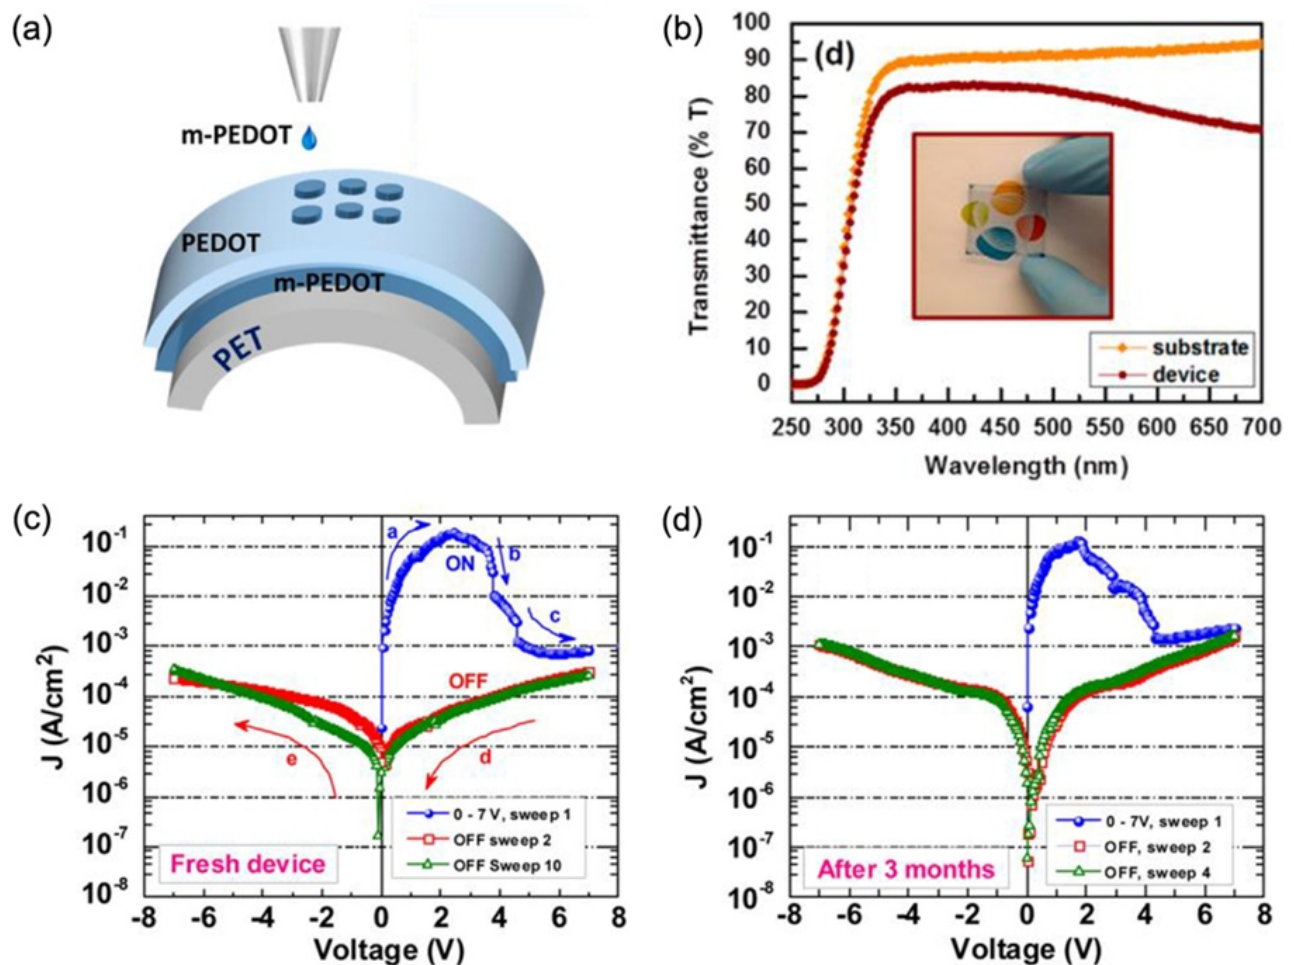 (a)
m-PEDOT
PEDOT
m-PEDOT
PET
(b)
(d)
Transmittance (% T)
100
90
80
70
60
50
40
30
20
10
0
substrate
device
250 300 350 400 450 500 550 600 650 700
Wavelength (nm)
(c)
J (A/cm²)
10⁻¹
10⁻²
10⁻³
10⁻⁴
10⁻⁵
10⁻⁶
10⁻⁷
10⁻⁸
a
b
ON
c
OFF
e
d
0 - 7 V, sweep 1
OFF sweep 2
OFF Sweep 10
Fresh device
-8 -6 -4 -2 0 2 4 6 8
Voltage (V)
(d)
J (A/cm²)
10⁻¹
10⁻²
10⁻³
10⁻⁴
10⁻⁵
10⁻⁶
10⁻⁷
10⁻⁸
0 - 7V, sweep 1
OFF, sweep 2
OFF, sweep 4
After 3 months
-8 -6 -4 -2 0 2 4 6 8
Voltage (V)